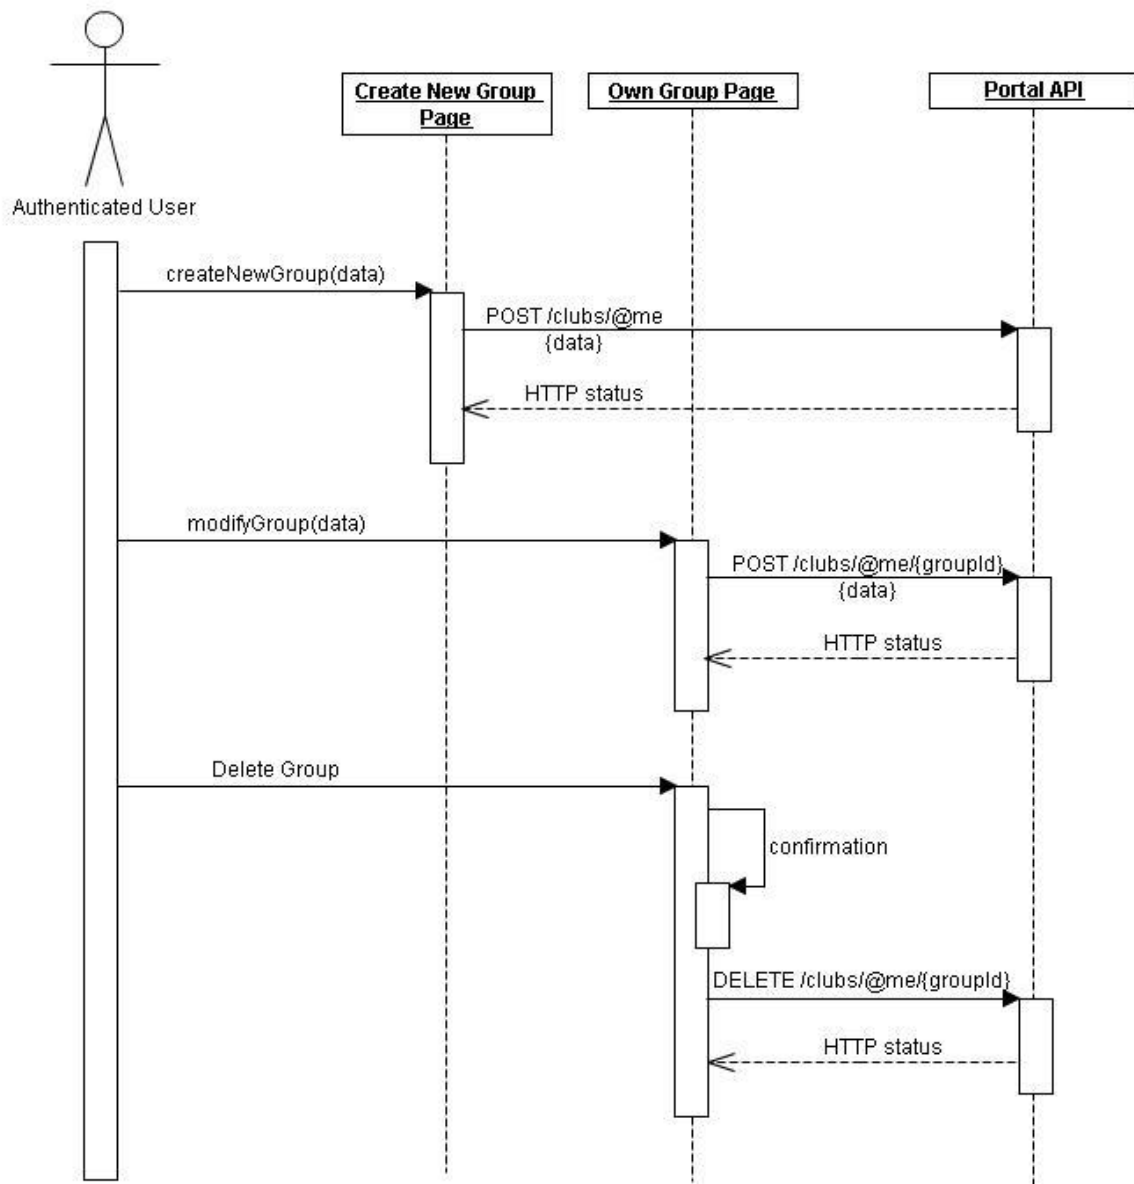 Create New Group
Page
Own Group Page
Portal API
Authenticated User
createNewGroup(data)
POST /clubs/@me
{data}
HTTP status
modifyGroup(data)
POST /clubs/@me/{groupId}
{data}
HTTP status
Delete Group
confirmation
DELETE /clubs/@me/{groupId}
HTTP status